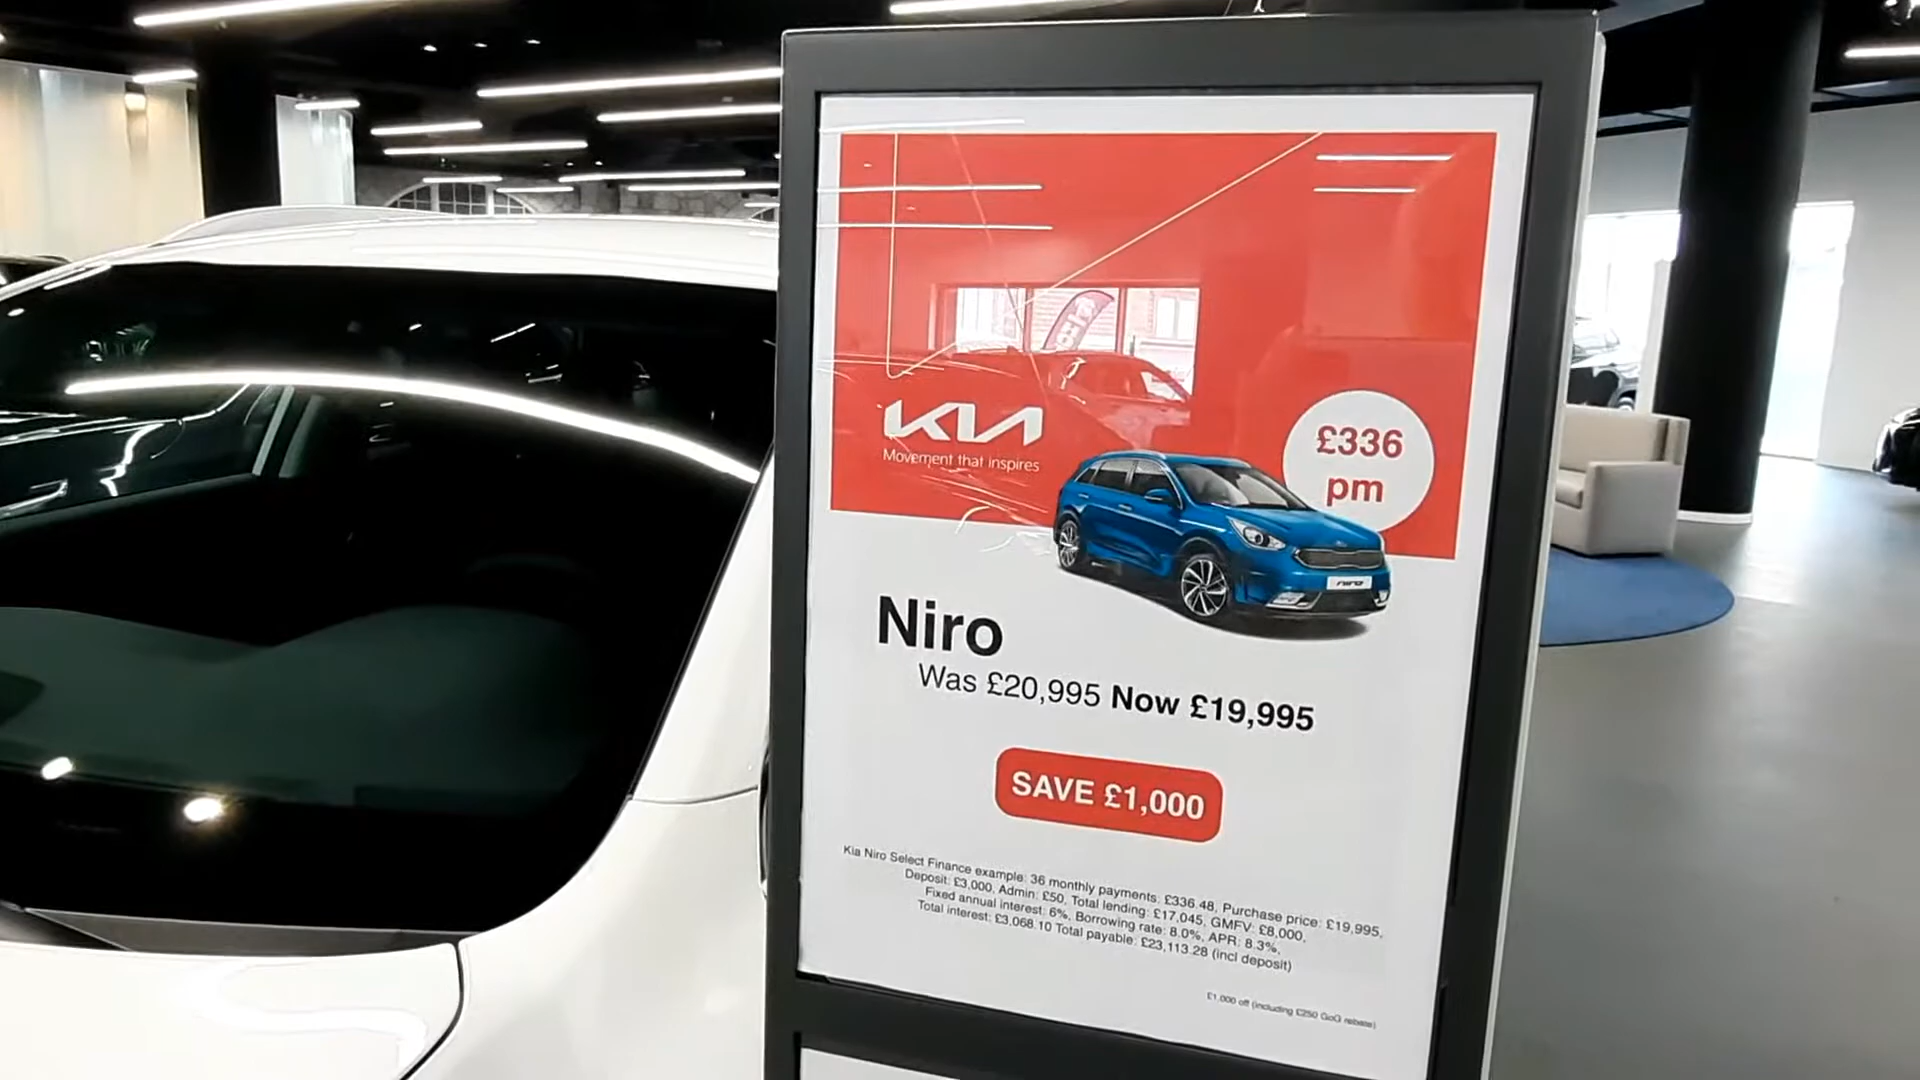 KIA
Movement that inspires
£336
pm
niro
Niro
Was £20,995 Now £19,995
SAVE £1,000
Kia Niro Select Finance example: 36 monthly payments: £336.48, Purchase price: £19,995,
Deposit: £3,000, Admin: £50, Total lending: £17,045, GMFV: £8,000,
Fixed annual interest: 6%, Borrowing rate: 8.0%, APR: 8.3%,
Total interest: £3,068.10 Total payable: £23,113.28 (incl deposit)
£1,000 off (including £250 GoG rebate)